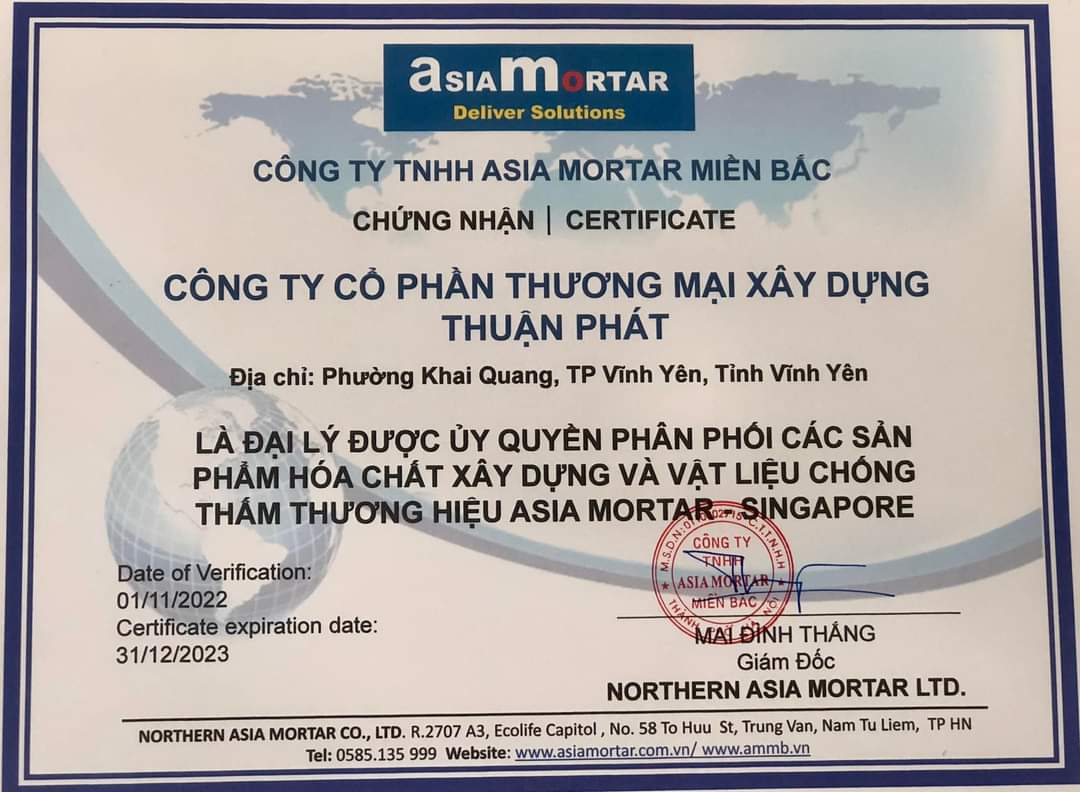 asiamortar
Deliver Solutions
CÔNG TY TNHH ASIA MORTAR MIỀN BẮC
CHỨNG NHẬN | CERTIFICATE
CÔNG TY CỔ PHẦN THƯƠNG MẠI XÂY DỰNG
THUẬN PHÁT
Địa chỉ: Phường Khai Quang, TP Vĩnh Yên, Tỉnh Vĩnh Yên
LÀ ĐẠI LÝ ĐƯỢC ỦY QUYỀN PHÂN PHỐI CÁC SẢN
PHẨM HÓA CHẤT XÂY DỰNG VÀ VẬT LIỆU CHỐNG
THẤM THƯƠNG HIỆU ASIA MORTAR - SINGAPORE
Date of Verification:
01/11/2022
Certificate expiration date:
31/12/2023
M.S.D.N:
C.T.T.N.H.H
CÔNG TY
TNHH
ASIA MORTAR
MIỀN BẮC
THÀNH PHỐ HÀ NỘI
MAI ĐÌNH THẮNG
Giám Đốc
NORTHERN ASIA MORTAR LTD.
NORTHERN ASIA MORTAR CO., LTD. R.2707 A3, Ecolife Capitol , No. 58 To Huu St, Trung Van, Nam Tu Liem, TP HN
Tel: 0585.135 999 Website: www.asiamortar.com.vn/ www.ammb.vn